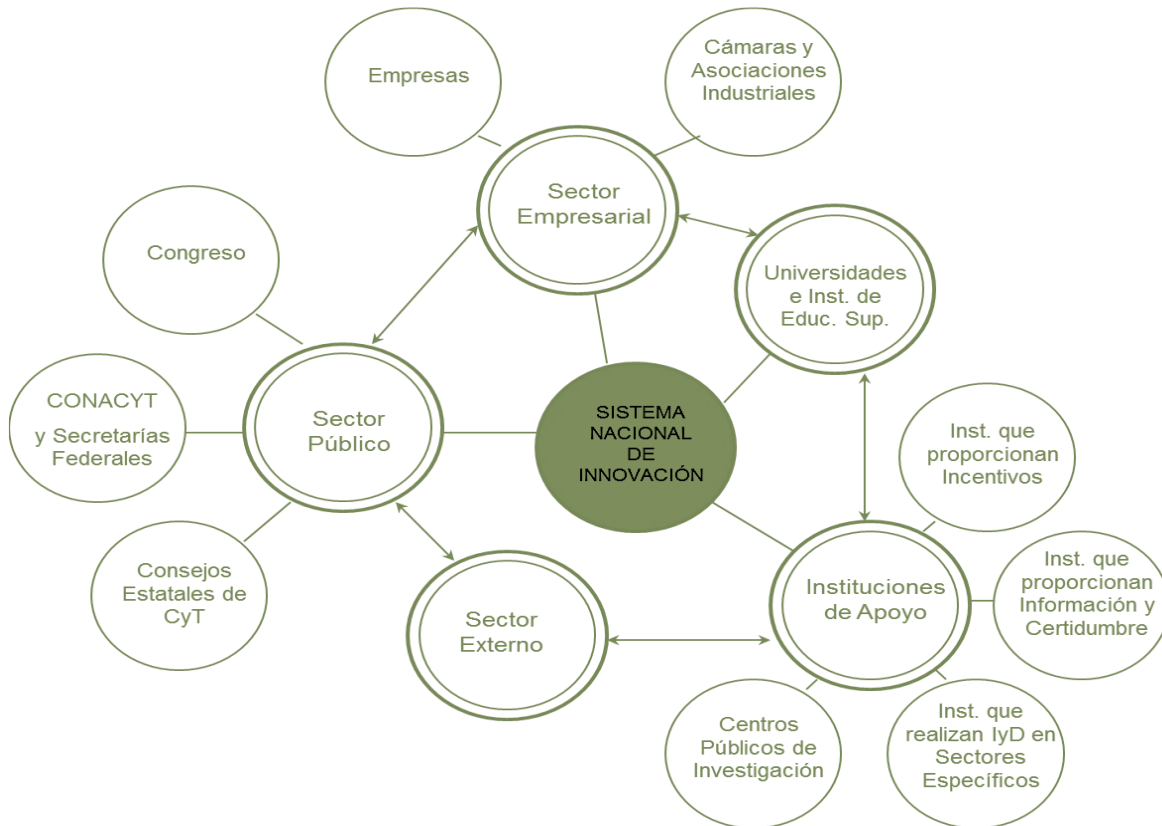 Empresas
Cámaras y
Asociaciones
Industriales
Sector
Empresarial
Congreso
Universidades
e Inst. de
Educ. Sup.
CONACYT
y Secretarías
Federales
Sector
Público
SISTEMA
NACIONAL
DE
INNOVACIÓN
Inst. que
proporcionan
Incentivos
Consejos
Estatales de
CyT
Sector
Externo
Instituciones
de Apoyo
Inst. que
proporcionan
Información y
Certidumbre
Centros
Públicos de
Investigación
Inst. que
realizan IyD en
Sectores
Específicos